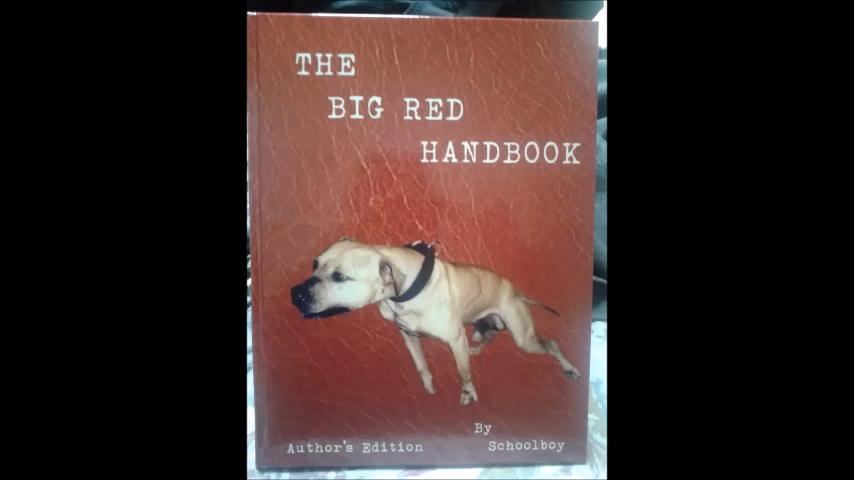 THE
BIG RED
HANDBOOK
By
Author's Edition Schoolboy